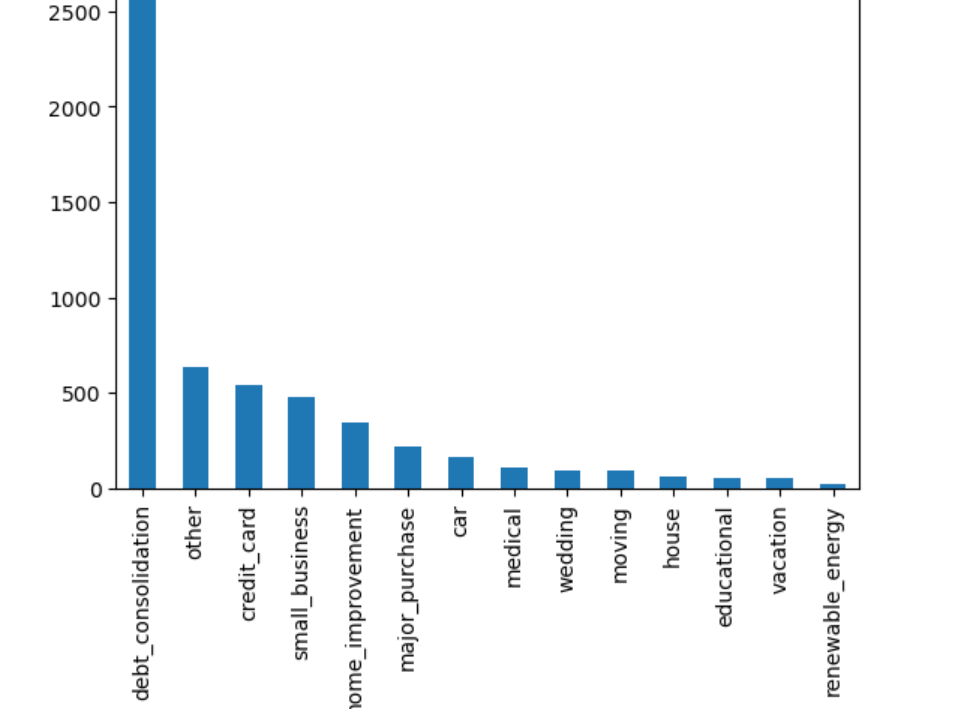 2500
2000
1500
1000
500
0
debt_consolidation
other
credit_card
small_business
ome_improvement
major_purchase
car
medical
wedding
moving
house
educational
vacation
renewable_energy